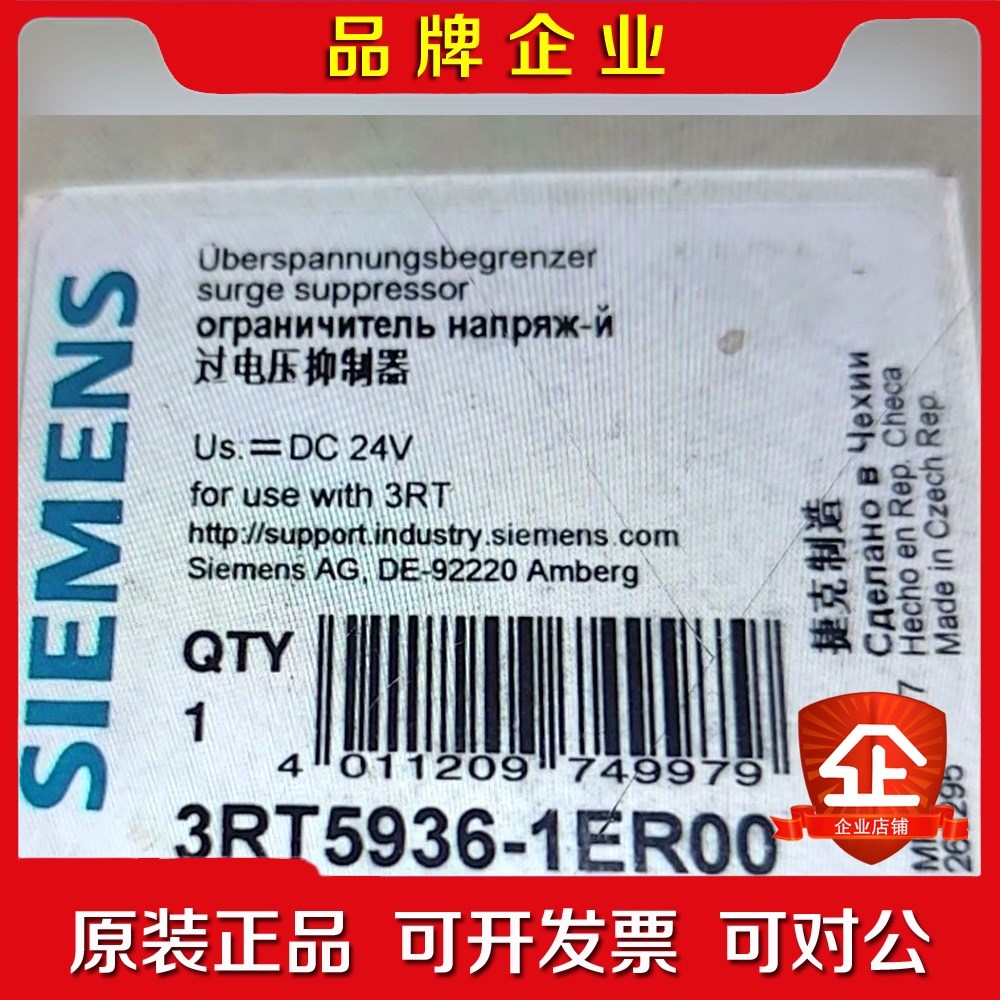 品牌企业
SIEMENS
Überspannungsbegrenzer
surge suppressor
ограничитель напряж-й
过电压抑制器
Us.=DC 24V
for use with 3RT
http://support.industry.siemens.com
Siemens AG, DE-92220 Amberg
捷克制造
Сделано в Чехии
Hecho en Rep. Checa
Made in Czech Rep.
QTY
1
4 011209 749979
3RT5936-1ER00
企
企业店铺
原装正品 可开发票 可对公